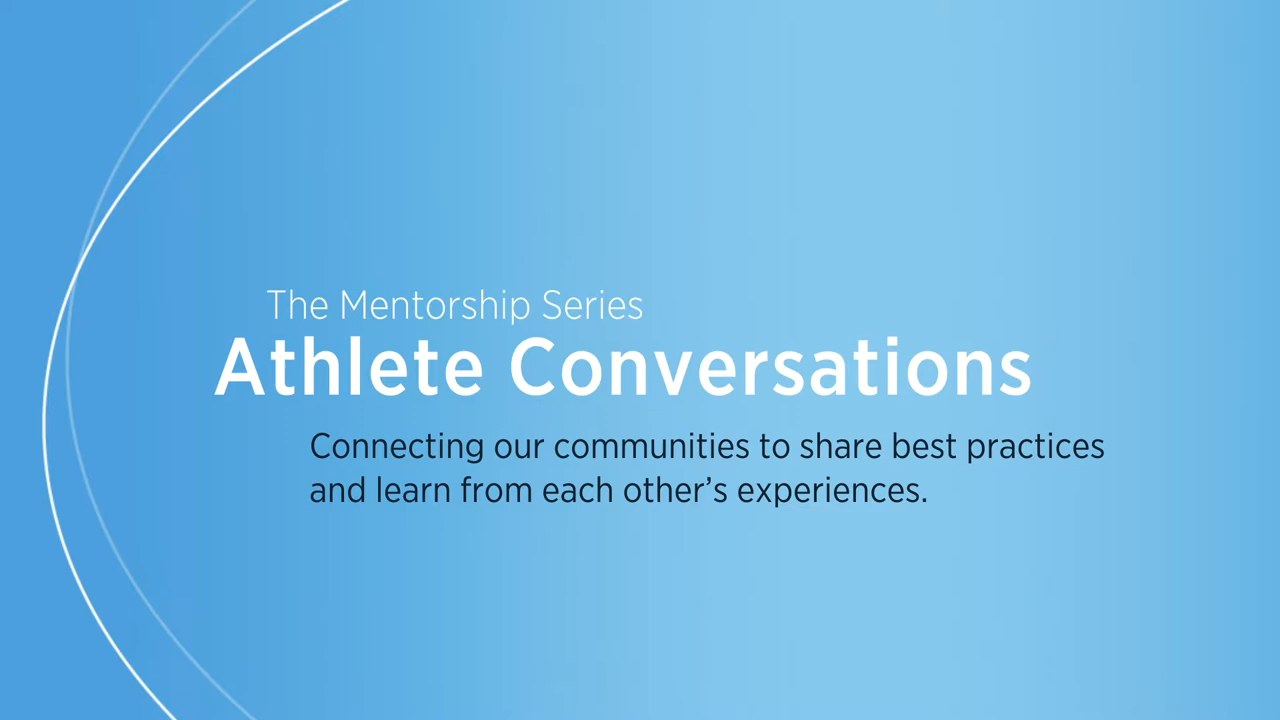 The Mentorship Series
Athlete Conversations
Connecting our communities to share best practices
and learn from each other’s experiences.